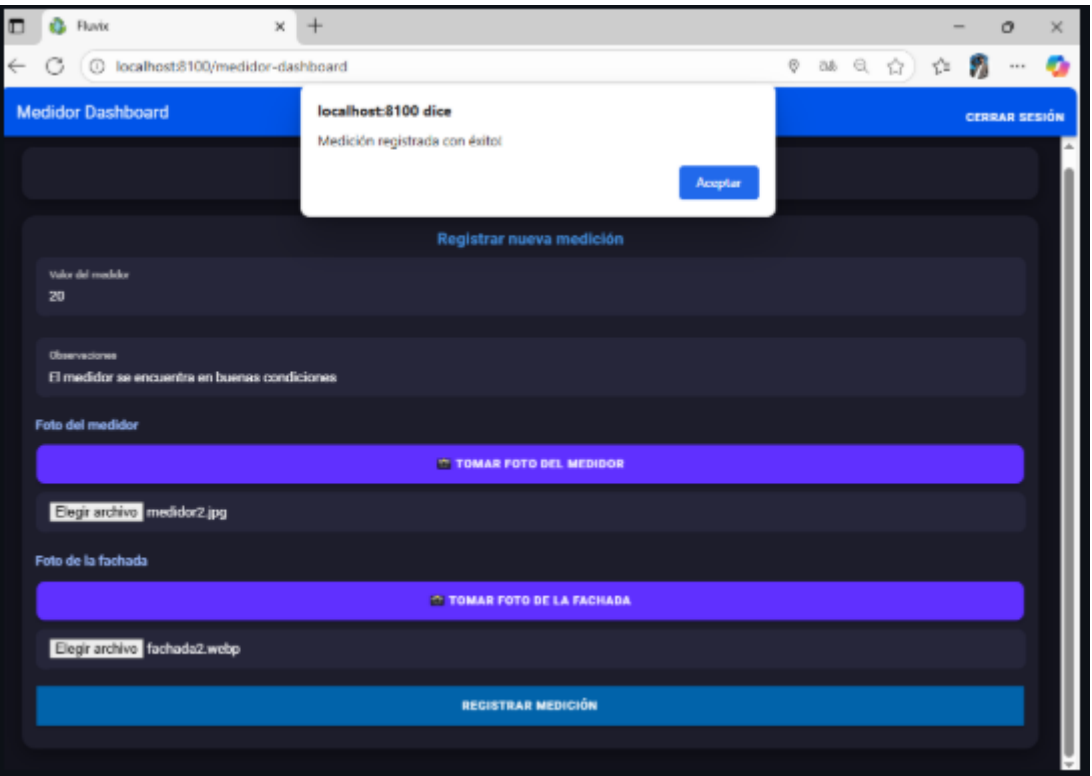 Fluvix
localhost:8100/medidor-dashboard
Medidor Dashboard
localhost:8100 dice
Medición registrada con éxito!
Aceptar
CERRAR SESIÓN
Registrar nueva medición
Valor del medidor
20
Observaciones
El medidor se encuentra en buenas condiciones
Foto del medidor
TOMAR FOTO DEL MEDIDOR
Elegir archivo medidor2.jpg
Foto de la fachada
TOMAR FOTO DE LA FACHADA
Elegir archivo fachada2.webp
REGISTRAR MEDICIÓN